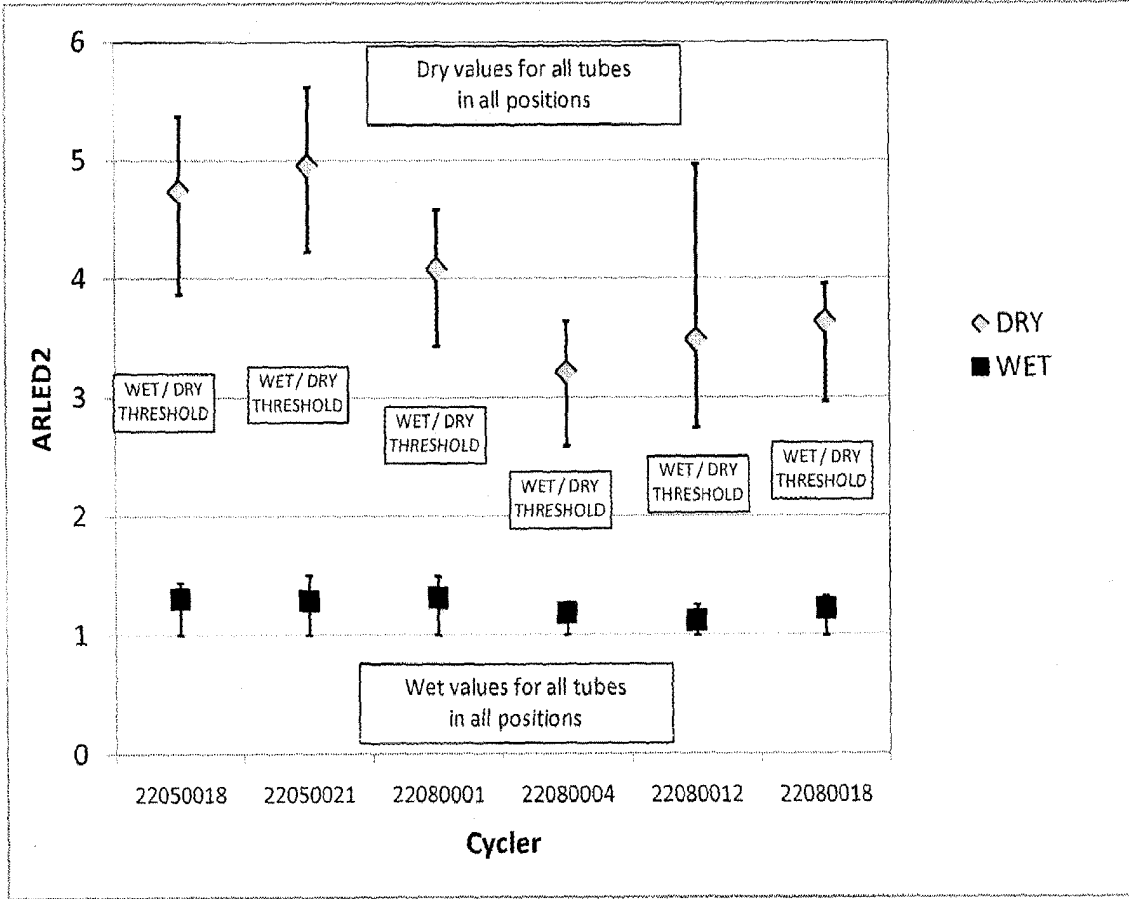 6
Dry values for all tubes
in all positions
5
4
ARLED2
WET / DRY
THRESHOLD
WET / DRY
THRESHOLD
WET / DRY
THRESHOLD
WET / DRY
THRESHOLD
WET / DRY
THRESHOLD
WET / DRY
THRESHOLD
3
2
1
Wet values for all tubes
in all positions
0
22050018 22050021 22080001 22080004 22080012 22080018
Cycler
DRY
WET